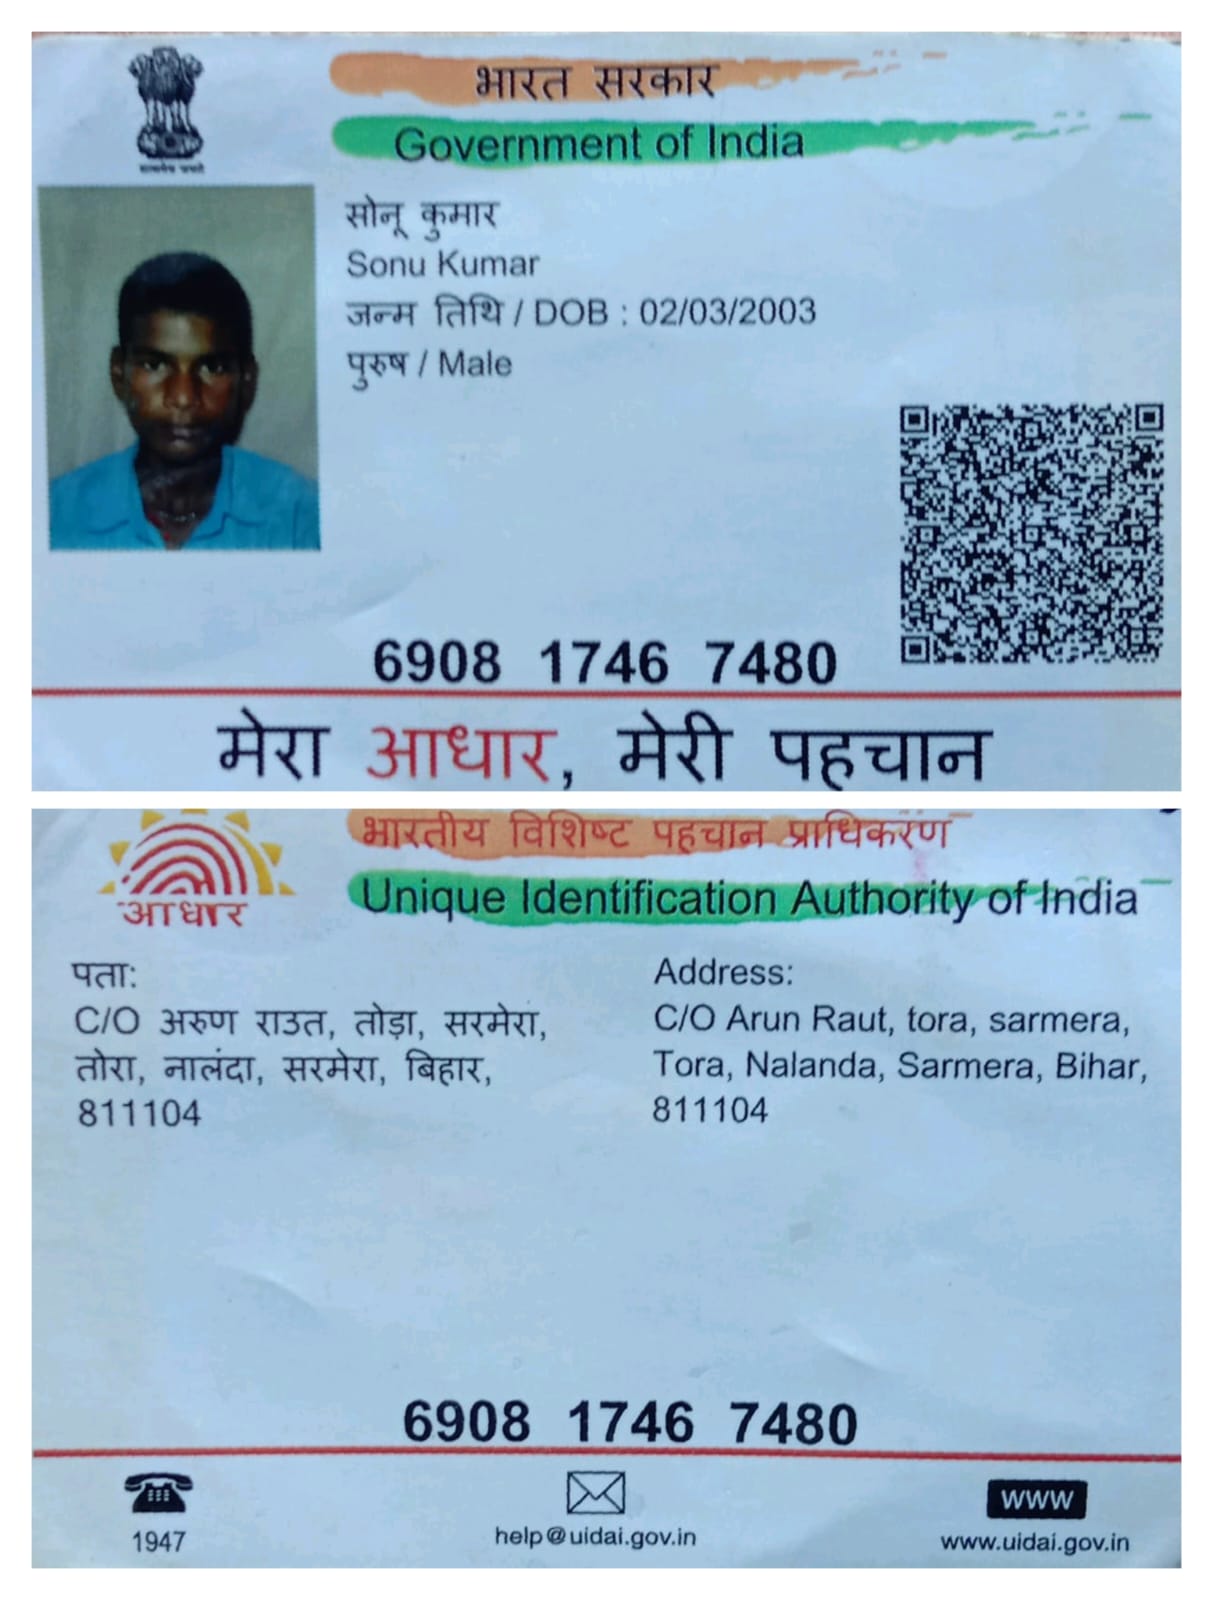 भारत सरकार
Government of India
सोनू कुमार
Sonu Kumar
जन्म तिथि / DOB : 02/03/2003
पुरुष / Male
6908 1746 7480
मेरा आधार, मेरी पहचान
भारतीय विशिष्ट पहचान प्राधिकरण
Unique Identification Authority of India
आधार
पता:
C/O अरुण राउत, तोड़ा, सरमेरा,
तोरा, नालंदा, सरमेरा, बिहार,
811104
Address:
C/O Arun Raut, tora, sarmera,
Tora, Nalanda, Sarmera, Bihar,
811104
6908 1746 7480
1947
help@uidai.gov.in
www
www.uidai.gov.in